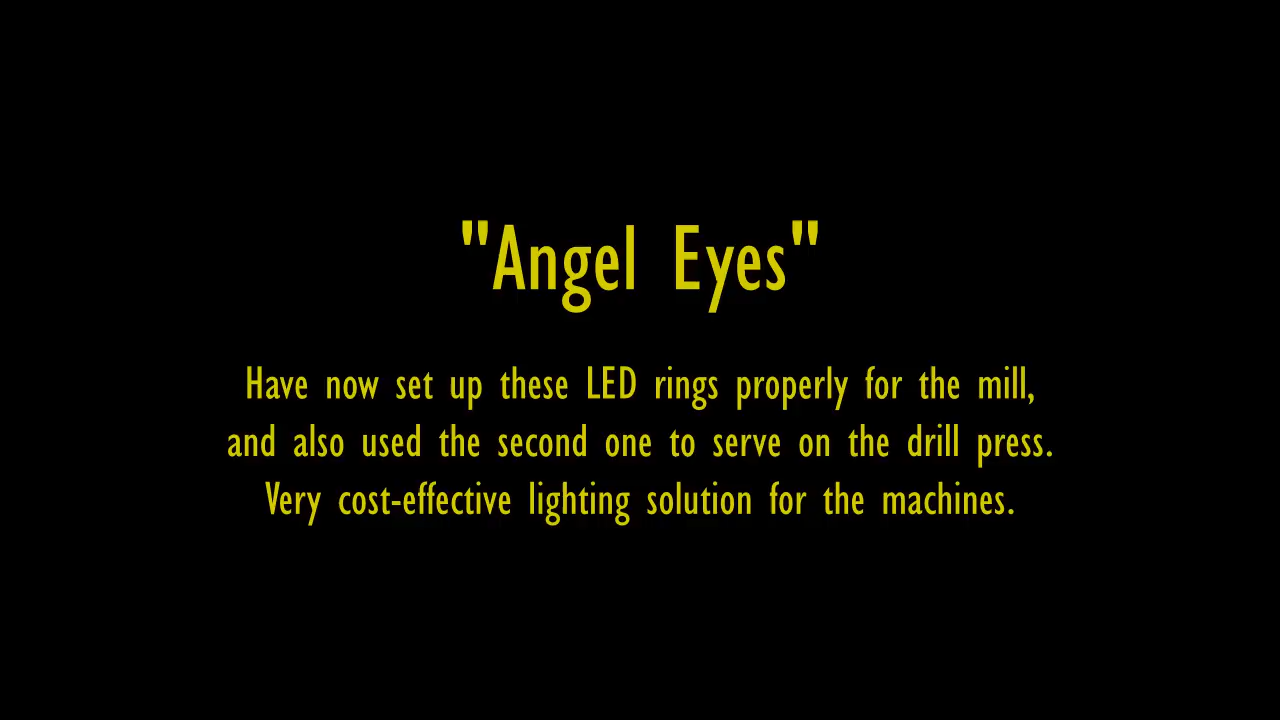 "Angel Eyes"
Have now set up these LED rings properly for the mill,
and also used the second one to serve on the drill press.
Very cost-effective lighting solution for the machines.